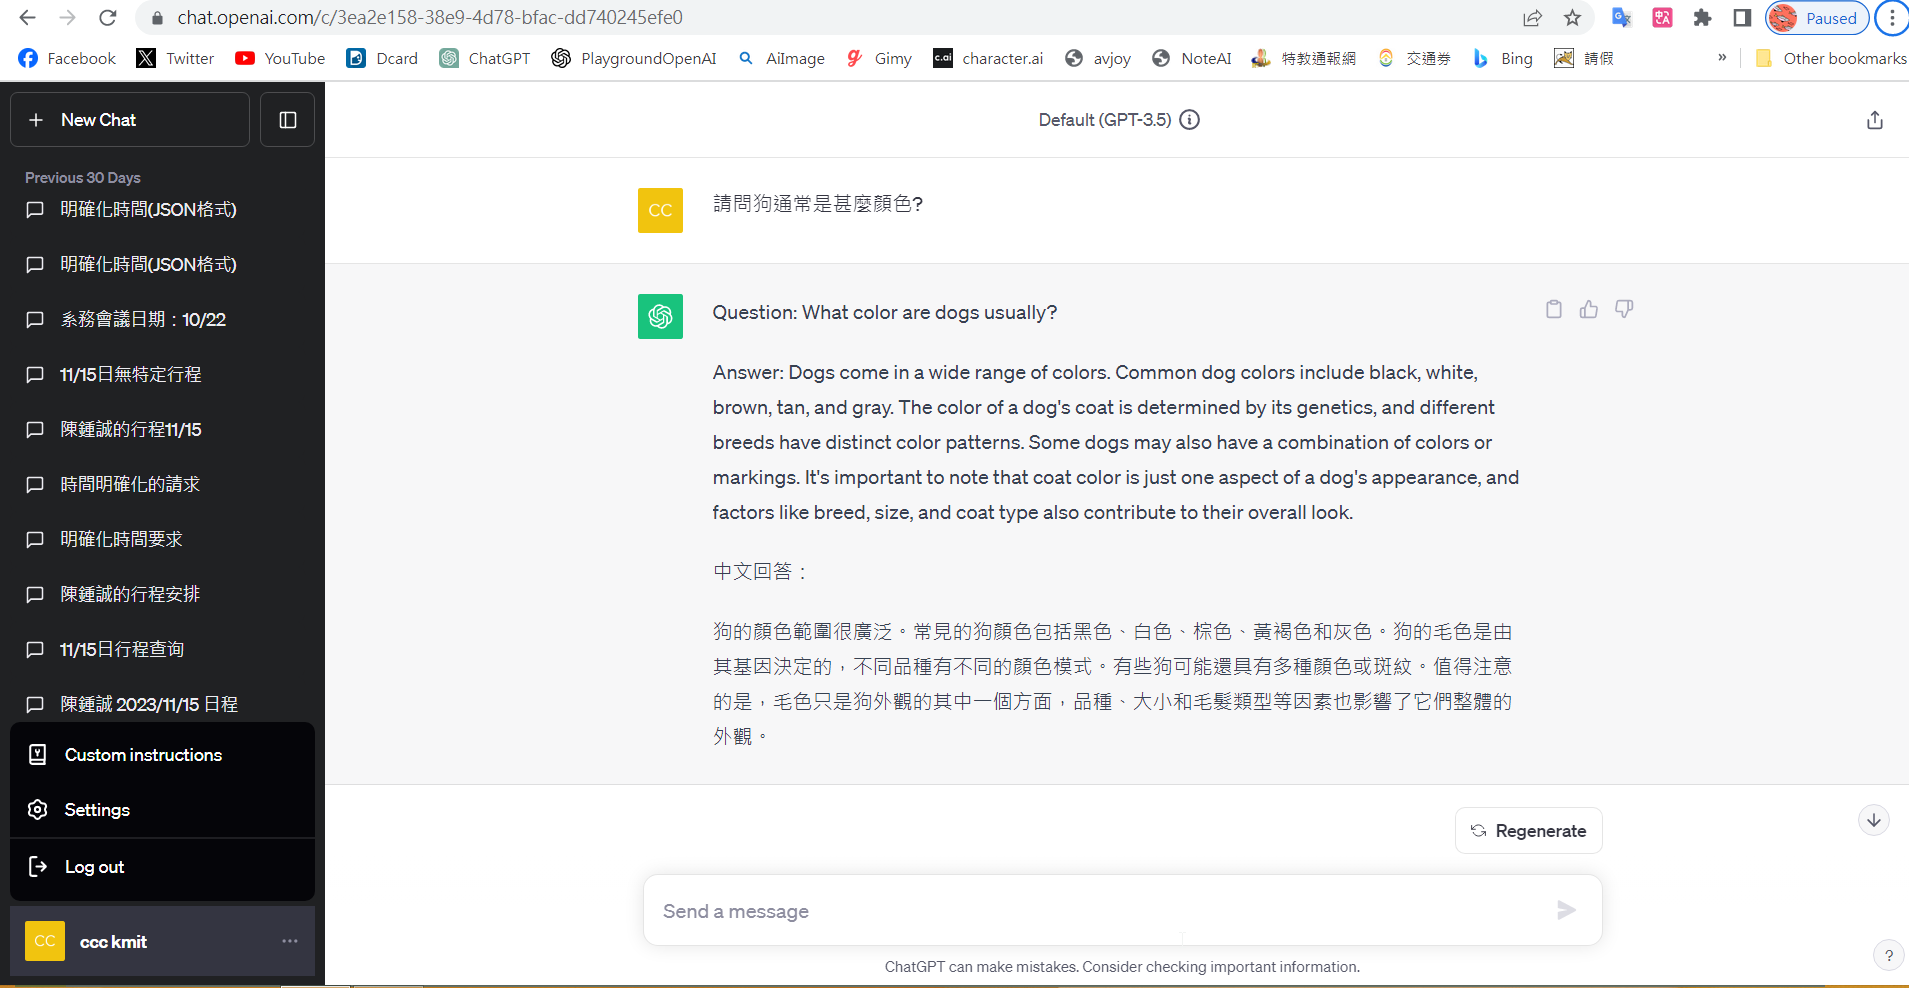 chat.openai.com/c/3ea2e158-38e9-4d78-bfac-dd740245efe0
Paused
Facebook
Twitter
YouTube
Dcard
ChatGPT
PlaygroundOpenAI
AiImage
Gimy
character.ai
avjoy
NoteAI
特教通報網
交通券
Bing
請假
»
Other bookmarks
New Chat
Previous 30 Days
明確化時間(JSON格式)
明確化時間(JSON格式)
系務會議日期：10/22
11/15日無特定行程
陳鍾誠的行程11/15
時間明確化的請求
明確化時間要求
陳鍾誠的行程安排
11/15日行程查询
陳鍾誠 2023/11/15 日程
Custom instructions
Settings
Log out
CC
ccc kmit
Default (GPT-3.5)
CC
請問狗通常是甚麼顏色?
Question: What color are dogs usually?
Answer: Dogs come in a wide range of colors. Common dog colors include black, white,
brown, tan, and gray. The color of a dog's coat is determined by its genetics, and different
breeds have distinct color patterns. Some dogs may also have a combination of colors or
markings. It's important to note that coat color is just one aspect of a dog's appearance, and
factors like breed, size, and coat type also contribute to their overall look.
中文回答：
狗的顏色範圍很廣泛。常見的狗顏色包括黑色、白色、棕色、黃褐色和灰色。狗的毛色是由
其基因決定的，不同品種有不同的顏色模式。有些狗可能還具有多種顏色或斑紋。值得注意
的是，毛色只是狗外觀的其中一個方面，品種、大小和毛髮類型等因素也影響了它們整體的
外觀。
Regenerate
Send a message
ChatGPT can make mistakes. Consider checking important information.
?